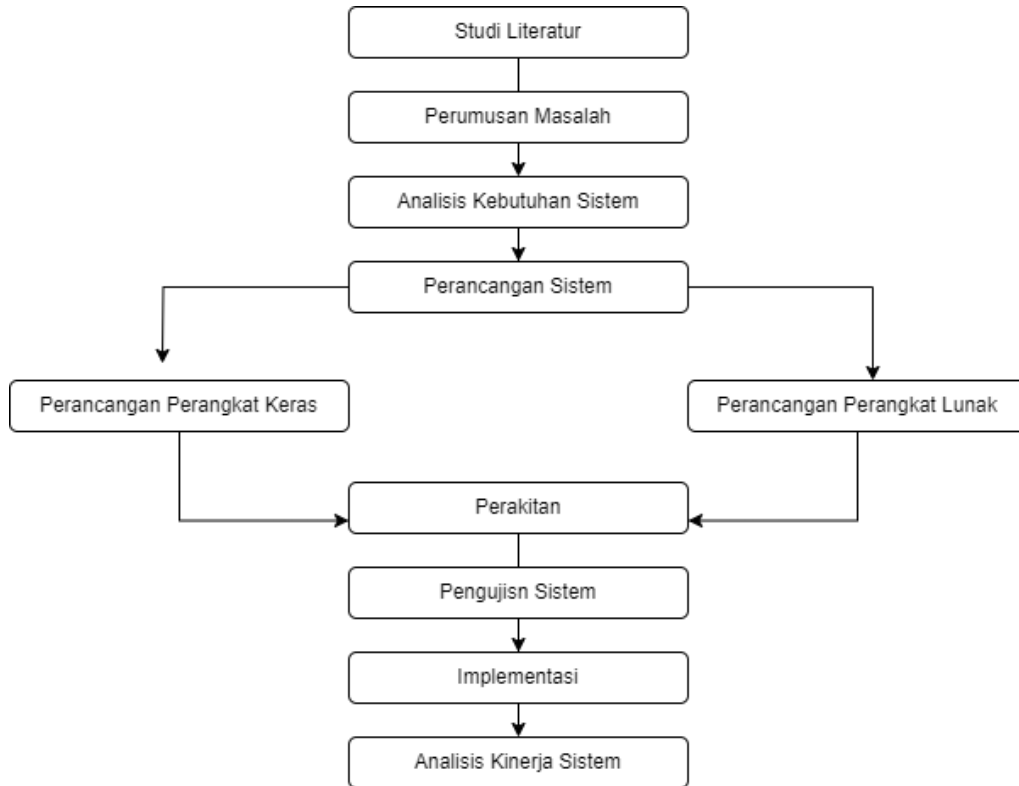 Studi Literatur
Perumusan Masalah
Analisis Kebutuhan Sistem
Perancangan Sistem
Perancangan Perangkat Keras
Perancangan Perangkat Lunak
Perakitan
Pengujisn Sistem
Implementasi
Analisis Kinerja Sistem